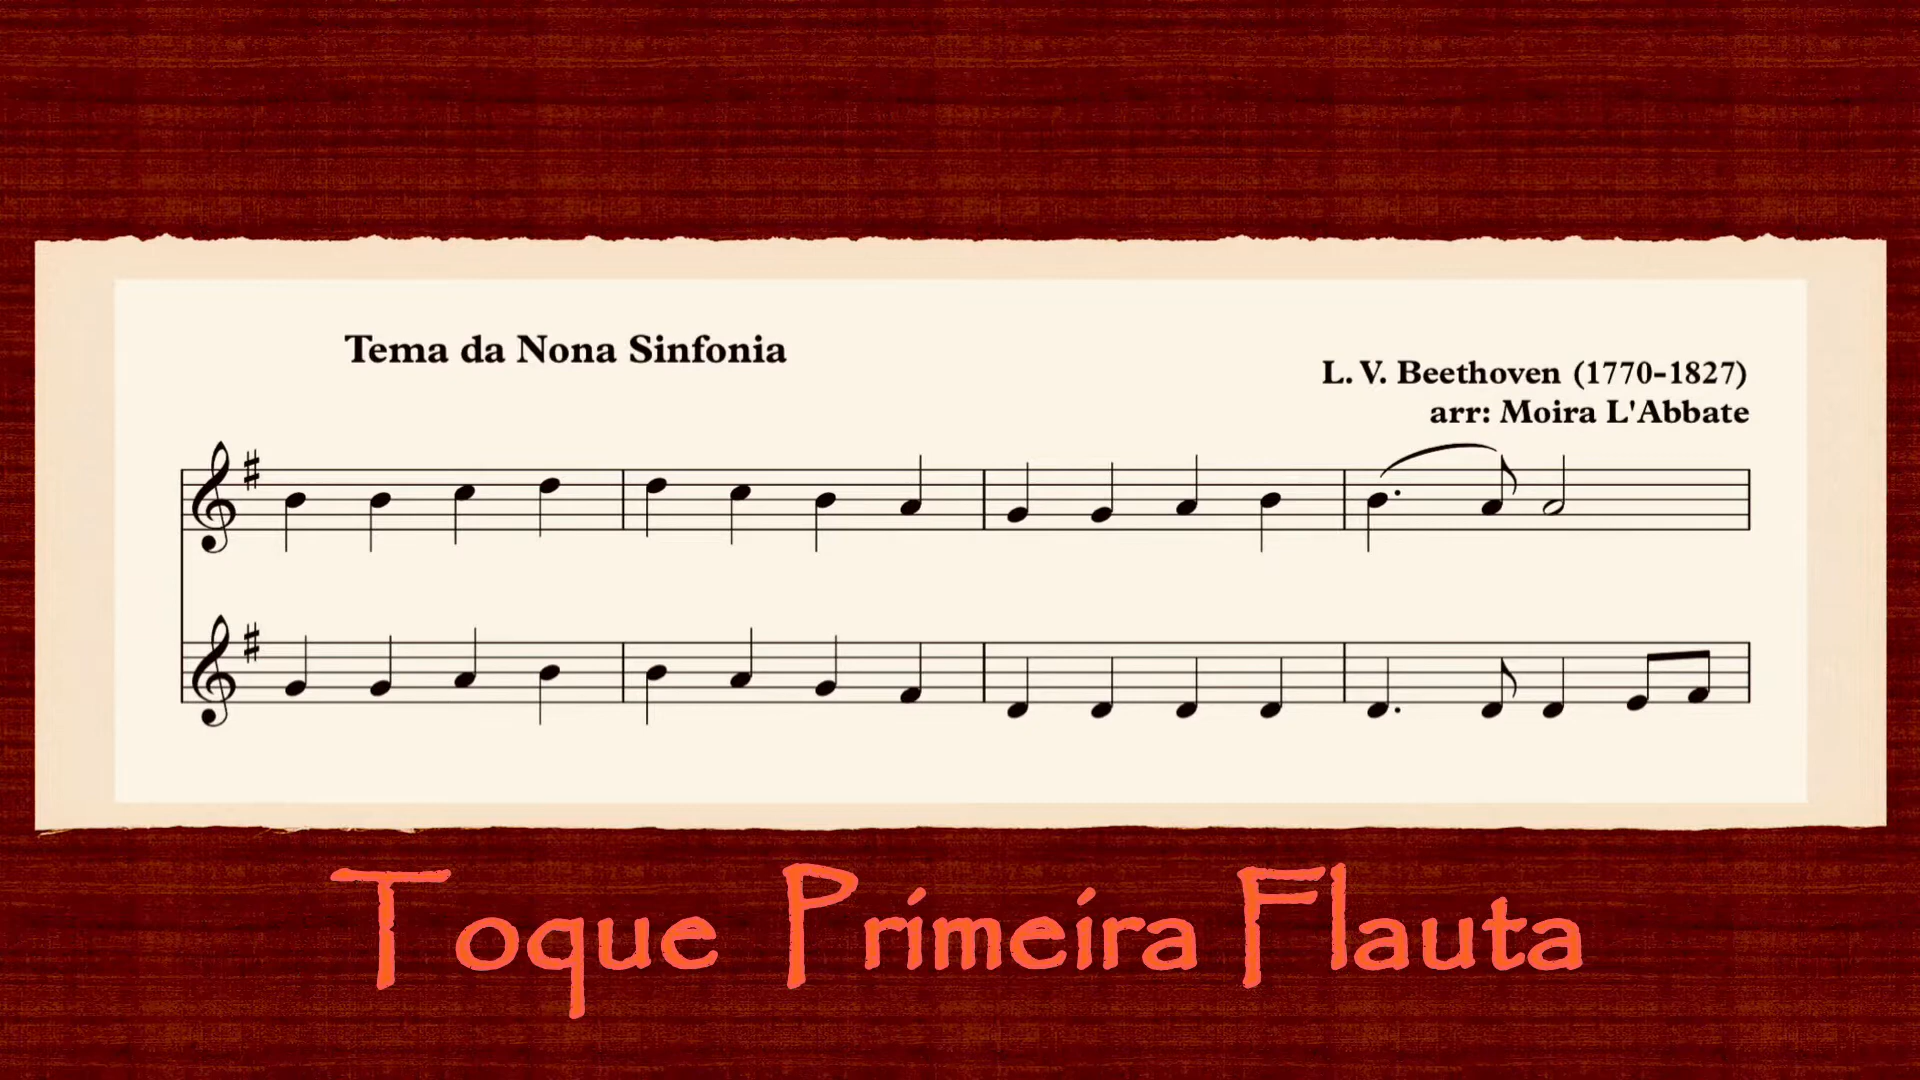 Tema da Nona Sinfonia
L. V. Beethoven (1770-1827)
arr: Moira L'Abbate
Toque Primeira Flauta